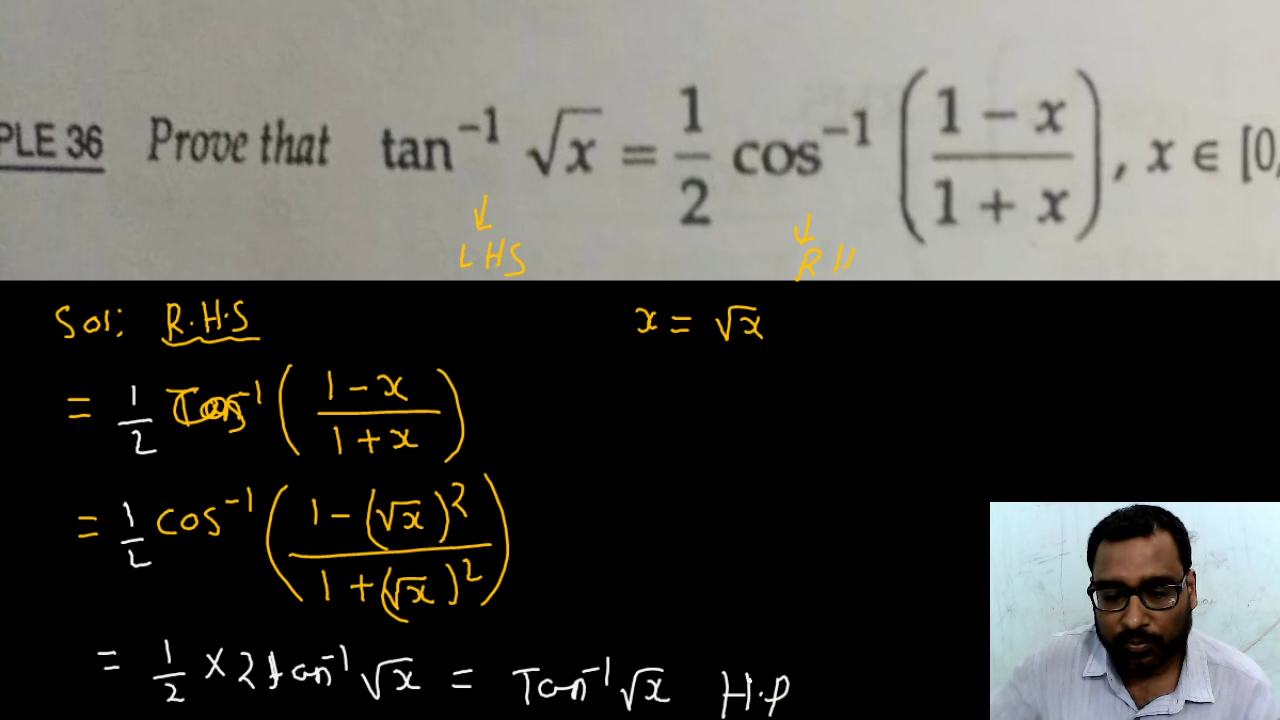 PLE 36 Prove that tan⁻¹ √x = 1/2 cos⁻¹ ((1 − x)/(1 + x)), x ∈ [0,
↓ ↓
LHS R H
Sol: R.H.S x = √x
= 1/2 Cos⁻¹ ((1 − x)/(1 + x))
= 1/2 cos⁻¹ ((1 − (√x)²)/(1 + (√x)²))
= 1/2 × 2 tan⁻¹ √x = Tan⁻¹ √x H.P